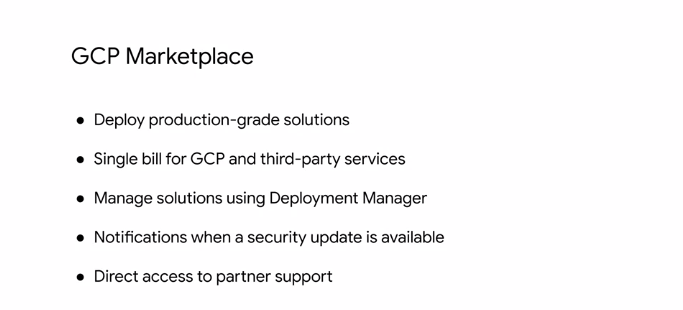 GCP Marketplace
● Deploy production-grade solutions
● Single bill for GCP and third-party services
● Manage solutions using Deployment Manager
● Notifications when a security update is available
● Direct access to partner support